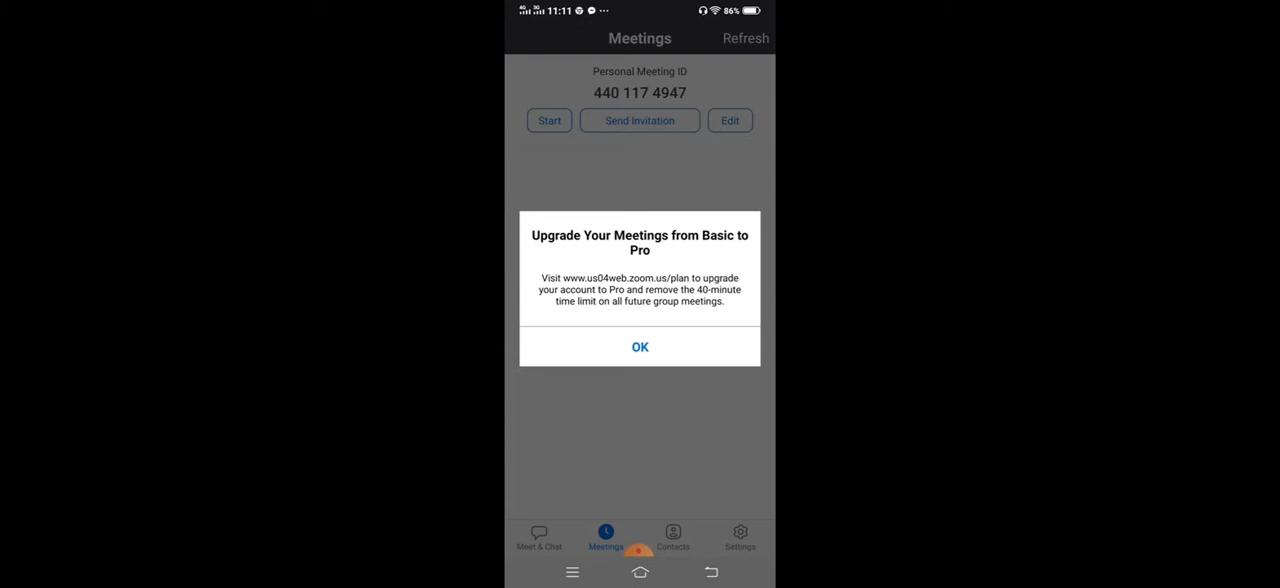 4G 3G 11:11 86%
Meetings Refresh
Personal Meeting ID
440 117 4947
Start Send Invitation Edit
Upgrade Your Meetings from Basic to
Pro
Visit www.us04web.zoom.us/plan to upgrade
your account to Pro and remove the 40-minute
time limit on all future group meetings.
OK
Meet & Chat Meetings Contacts Settings